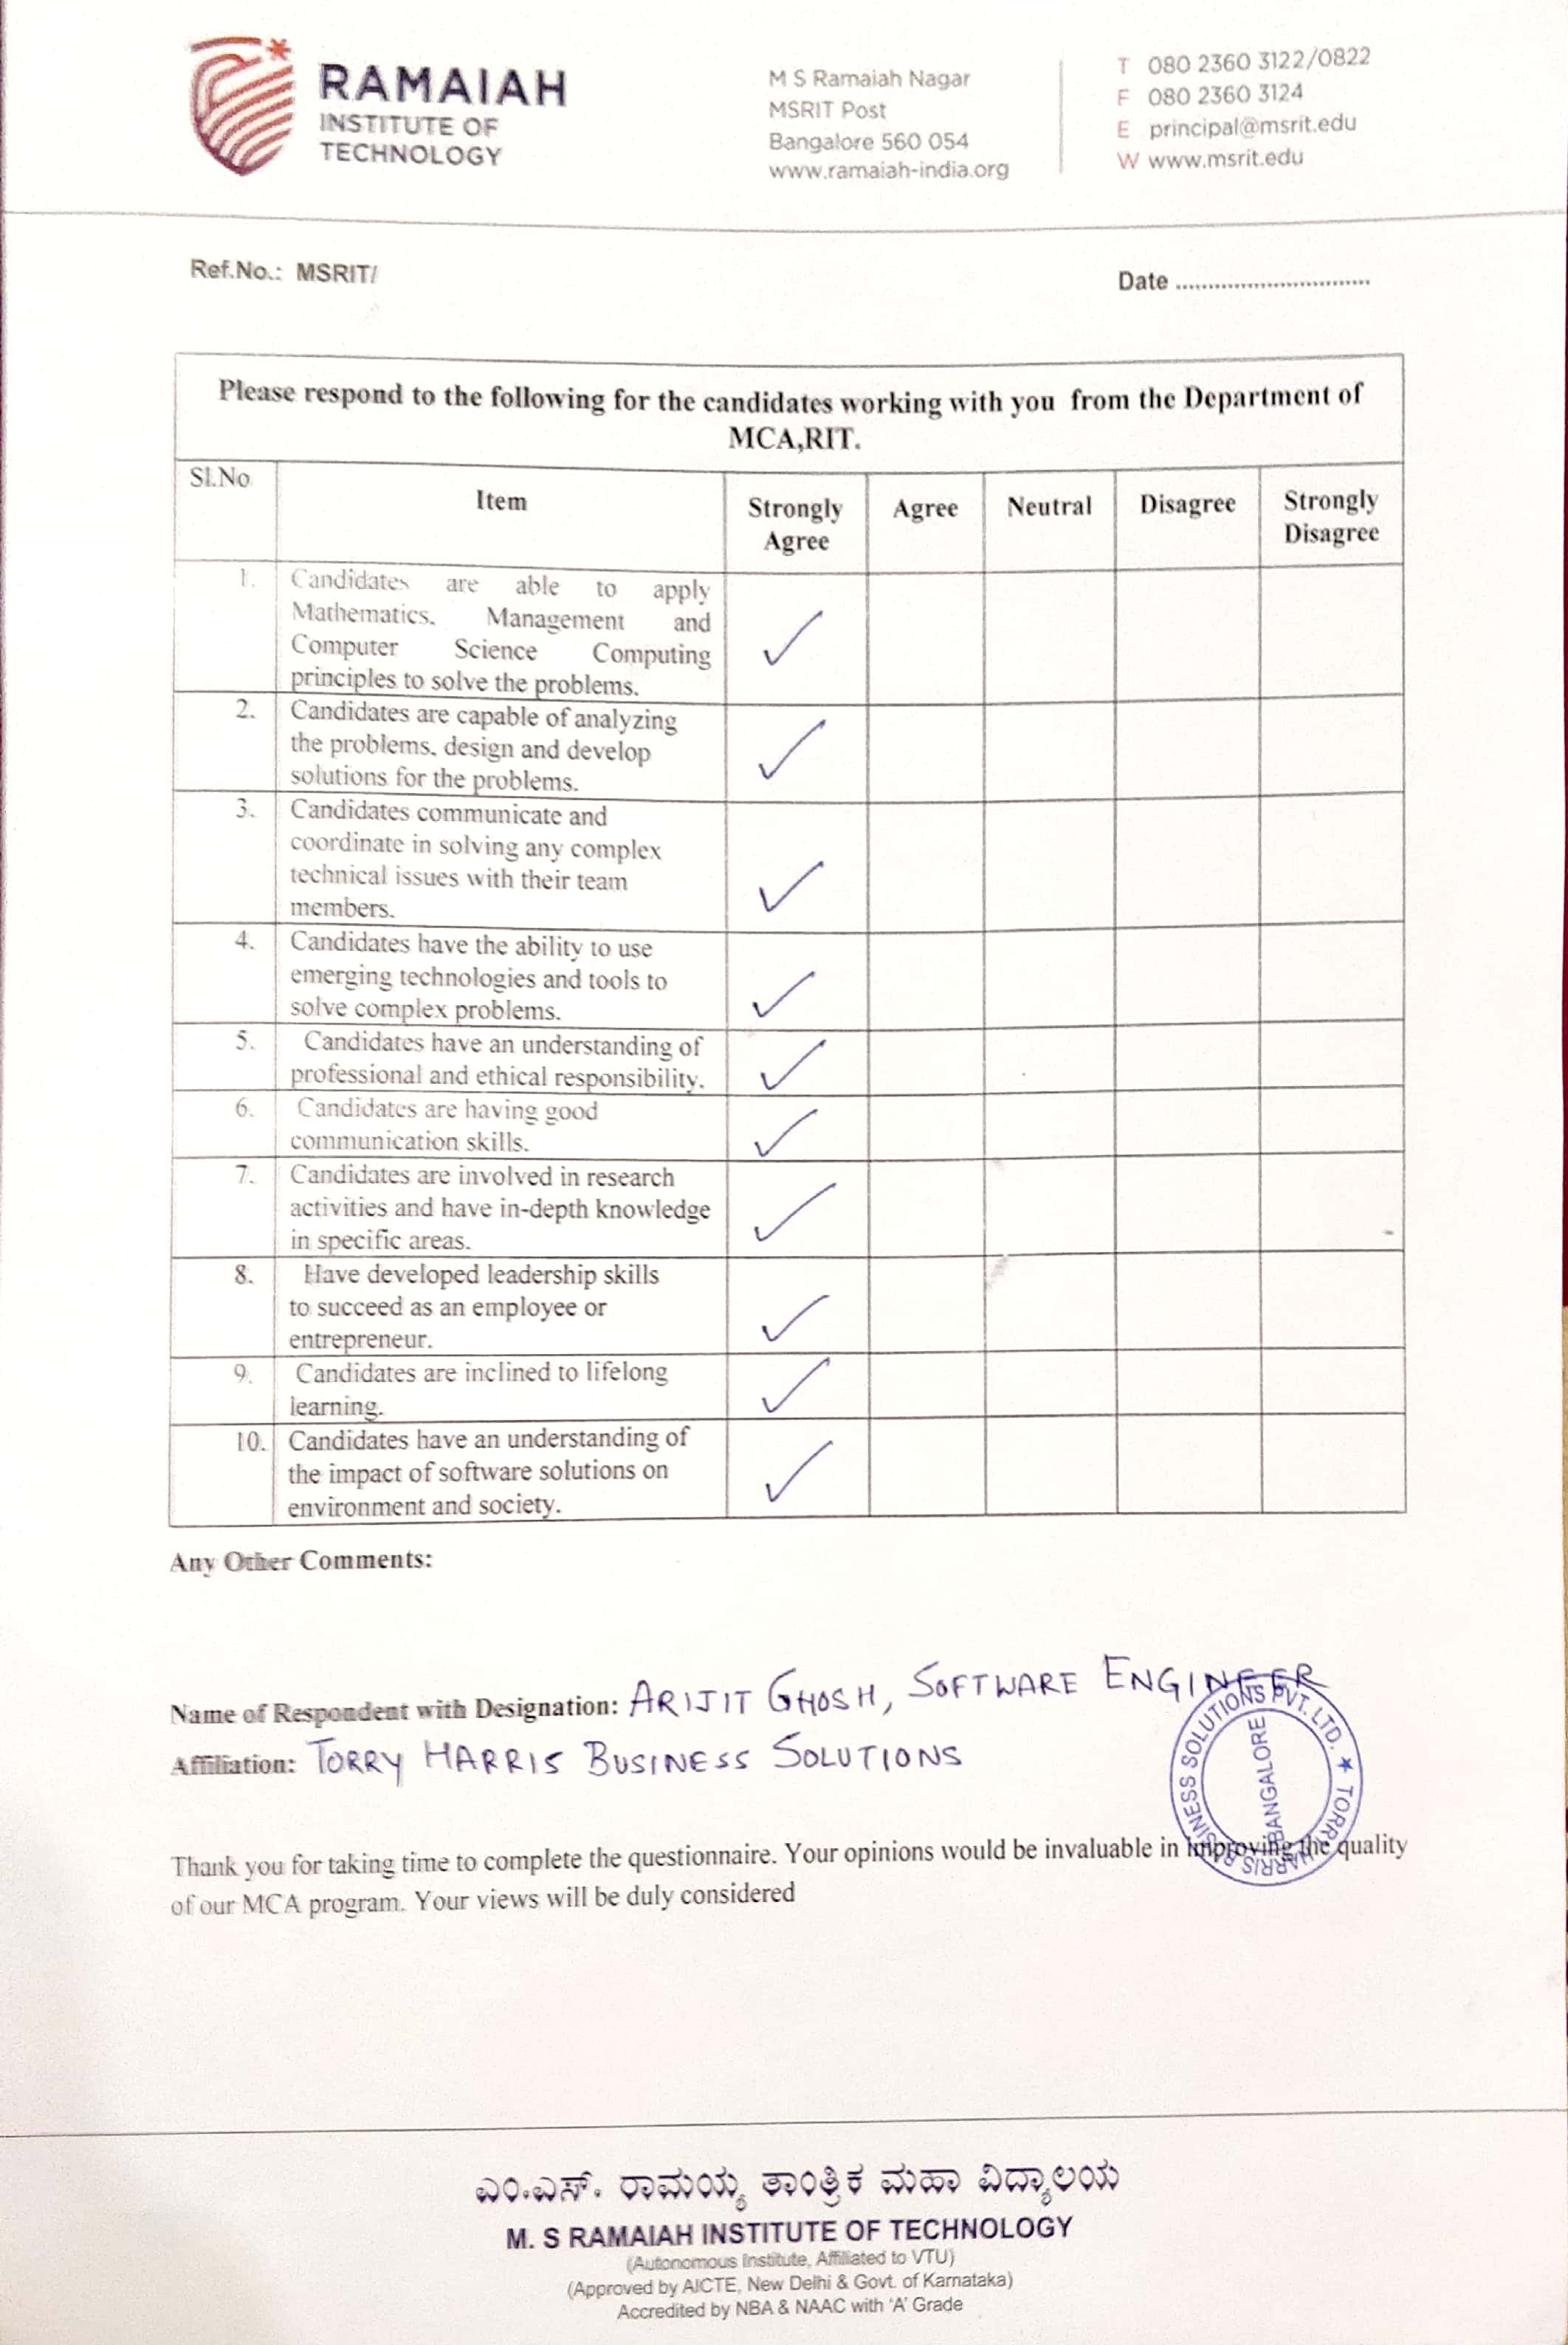 RAMAIAH
INSTITUTE OF
TECHNOLOGY
M S Ramaiah Nagar
MSRIT Post
Bangalore 560 054
www.ramaiah-india.org
T 080 2360 3122/0822
F 080 2360 3124
E principal@msrit.edu
W www.msrit.edu
Ref.No.: MSRIT/
Date ..............................
Please respond to the following for the candidates working with you from the Department of
MCA,RIT.
Sl.No
Item
Strongly
Agree
Agree
Neutral
Disagree
Strongly
Disagree
1. Candidates are able to apply
Mathematics, Management and
Computer Science Computing
principles to solve the problems.
✓
2. Candidates are capable of analyzing
the problems, design and develop
solutions for the problems.
✓
3. Candidates communicate and
coordinate in solving any complex
technical issues with their team
members.
✓
4. Candidates have the ability to use
emerging technologies and tools to
solve complex problems.
✓
5. Candidates have an understanding of
professional and ethical responsibility.
✓
6. Candidates are having good
communication skills.
✓
7. Candidates are involved in research
activities and have in-depth knowledge
in specific areas.
✓
8. Have developed leadership skills
to succeed as an employee or
entrepreneur.
✓
9. Candidates are inclined to lifelong
learning.
✓
10. Candidates have an understanding of
the impact of software solutions on
environment and society.
✓
Any Other Comments:
Name of Respondent with Designation: ARIJIT GHOSH, SOFTWARE ENGINEER
Affiliation: TORRY HARRIS BUSINESS SOLUTIONS
TORRY HARRIS BUSINESS SOLUTIONS PVT. LTD. ★
BANGALORE
Thank you for taking time to complete the questionnaire. Your opinions would be invaluable in improving the quality
of our MCA program. Your views will be duly considered
ಎಂ.ಎಸ್. ರಾಮಯ್ಯ ತಾಂತ್ರಿಕ ಮಹಾ ವಿದ್ಯಾಲಯ
M. S RAMAIAH INSTITUTE OF TECHNOLOGY
(Autonomous Institute, Affiliated to VTU)
(Approved by AICTE, New Delhi & Govt. of Karnataka)
Accredited by NBA & NAAC with 'A' Grade